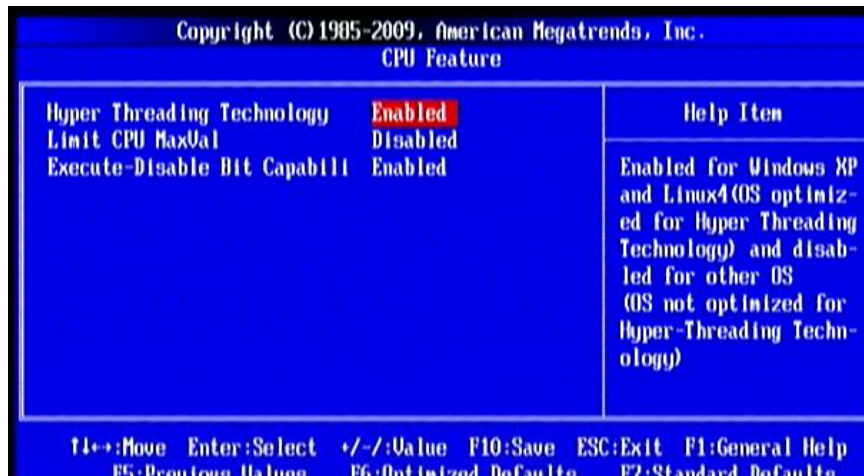 Copyright (C)1985-2009, American Megatrends, Inc.
CPU Feature
Hyper Threading Technology Enabled
Limit CPU MaxVal Disabled
Execute-Disable Bit Capabili Enabled
Help Item
Enabled for Windows XP
and Linux4(OS optimiz-
ed for Hyper Threading
Technology) and disab-
led for other OS
(OS not optimized for
Hyper-Threading Techn-
ology)
↑↓←→:Move Enter:Select +/-/:Value F10:Save ESC:Exit F1:General Help
F5:Previous Values F6:Optimized Defaults F7:Standard Defaults